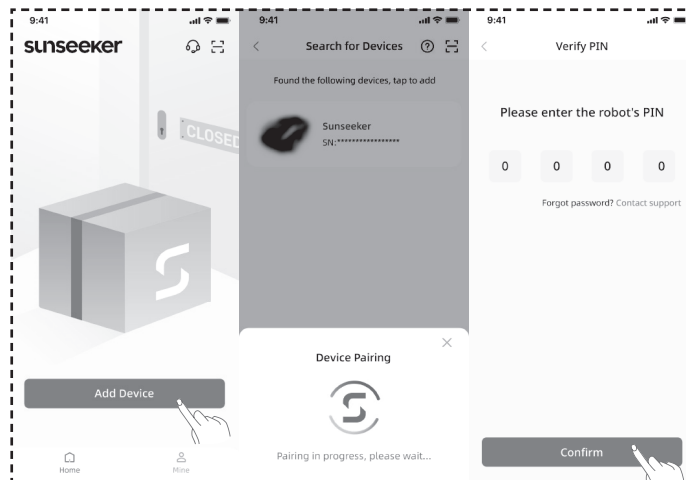 9:41
sunseeker
CLOSED
Add Device
Home
Mine
9:41
Search for Devices
Found the following devices, tap to add
Sunseeker
SN:*****************
Device Pairing
Pairing in progress, please wait...
9:41
Verify PIN
Please enter the robot's PIN
0 0 0 0
Forgot password? Contact support
Confirm